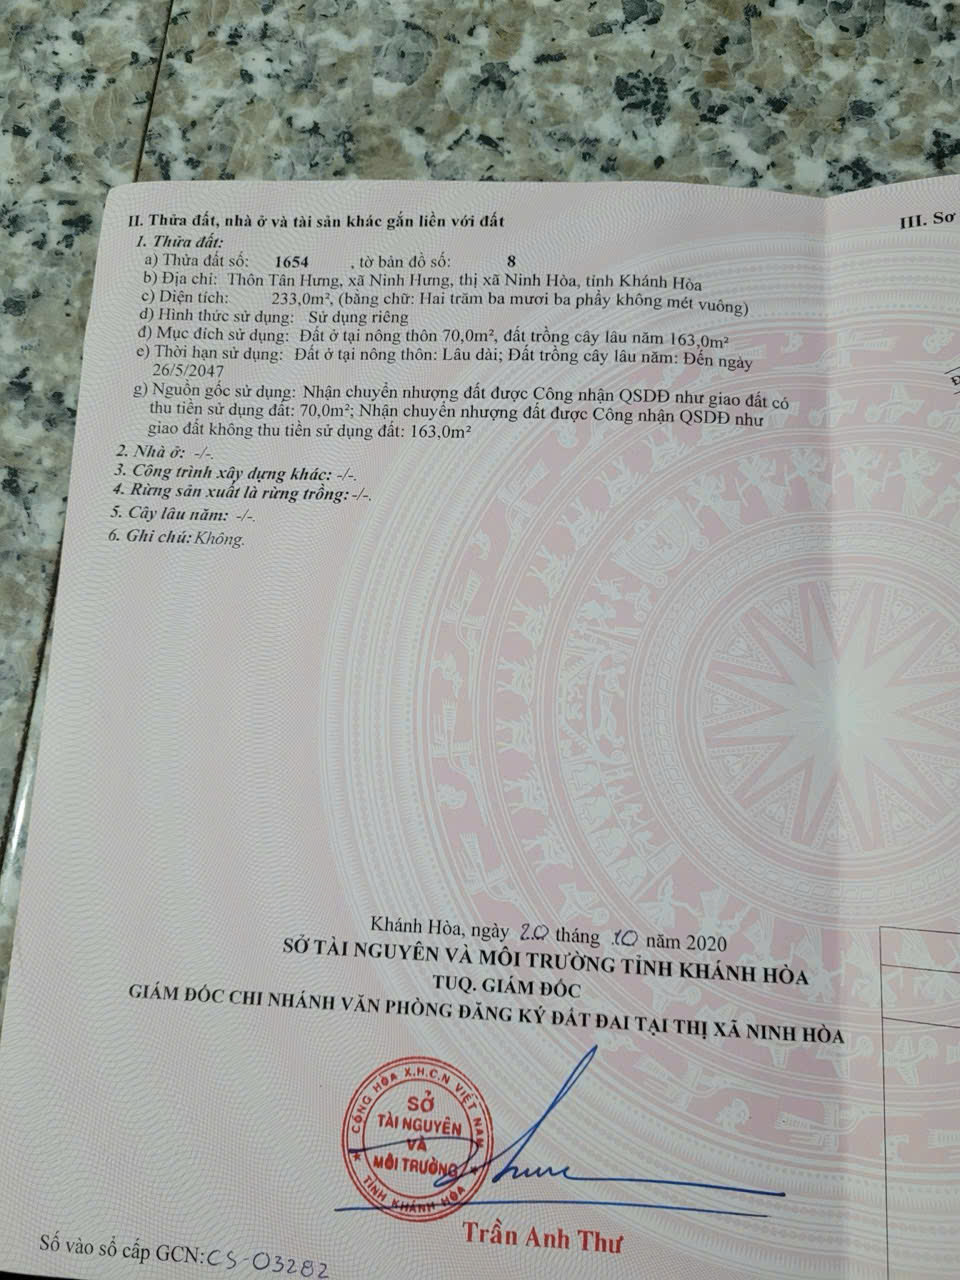 II. Thửa đất, nhà ở và tài sản khác gắn liền với đất
1. Thửa đất:
a) Thửa đất số: 1654 , tờ bản đồ số: 8
b) Địa chỉ: Thôn Tân Hưng, xã Ninh Hưng, thị xã Ninh Hòa, tỉnh Khánh Hòa
c) Diện tích: 233,0m², (bằng chữ: Hai trăm ba mươi ba phẩy không mét vuông)
d) Hình thức sử dụng: Sử dụng riêng
đ) Mục đích sử dụng: Đất ở tại nông thôn 70,0m², đất trồng cây lâu năm 163,0m²
e) Thời hạn sử dụng: Đất ở tại nông thôn: Lâu dài; Đất trồng cây lâu năm: Đến ngày
26/5/2047
g) Nguồn gốc sử dụng: Nhận chuyển nhượng đất được Công nhận QSDĐ như giao đất có
thu tiền sử dụng đất: 70,0m²; Nhận chuyển nhượng đất được Công nhận QSDĐ như
giao đất không thu tiền sử dụng đất: 163,0m²
2. Nhà ở: -/-.
3. Công trình xây dựng khác: -/-.
4. Rừng sản xuất là rừng trồng: -/-.
5. Cây lâu năm: -/-.
6. Ghi chú: Không.
III. Sơ
Khánh Hòa, ngày 20 tháng 10 năm 2020
SỞ TÀI NGUYÊN VÀ MÔI TRƯỜNG TỈNH KHÁNH HÒA
TUQ. GIÁM ĐỐC
GIÁM ĐỐC CHI NHÁNH VĂN PHÒNG ĐĂNG KÝ ĐẤT ĐAI TẠI THỊ XÃ NINH HÒA
CỘNG HÒA X.H.C.N VIỆT NAM
SỞ
TÀI NGUYÊN
VÀ
MÔI TRƯỜNG
TỈNH KHÁNH HÒA
Trần Anh Thư
Số vào sổ cấp GCN: CS-03282